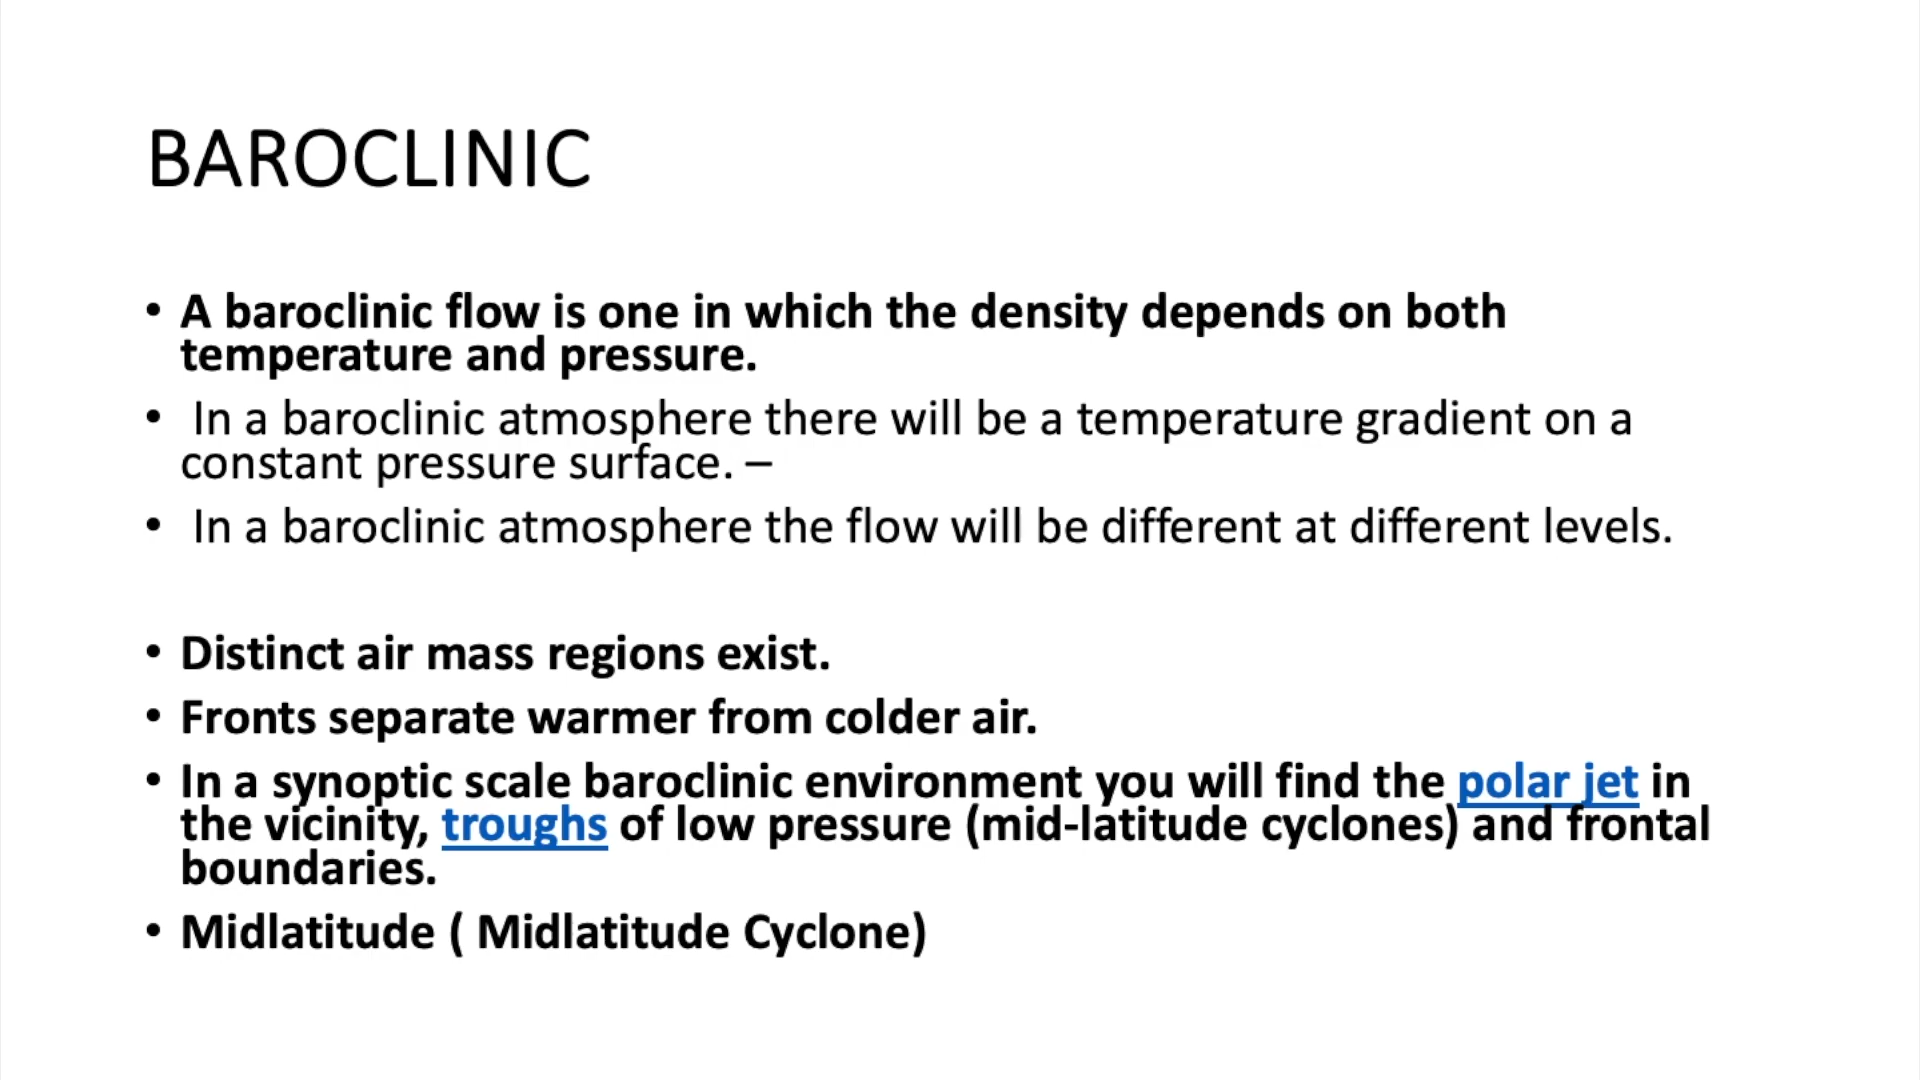 BAROCLINIC
• A baroclinic flow is one in which the density depends on both
temperature and pressure.
• In a baroclinic atmosphere there will be a temperature gradient on a
constant pressure surface. –
• In a baroclinic atmosphere the flow will be different at different levels.
• Distinct air mass regions exist.
• Fronts separate warmer from colder air.
• In a synoptic scale baroclinic environment you will find the polar jet in
the vicinity, troughs of low pressure (mid-latitude cyclones) and frontal
boundaries.
• Midlatitude ( Midlatitude Cyclone)